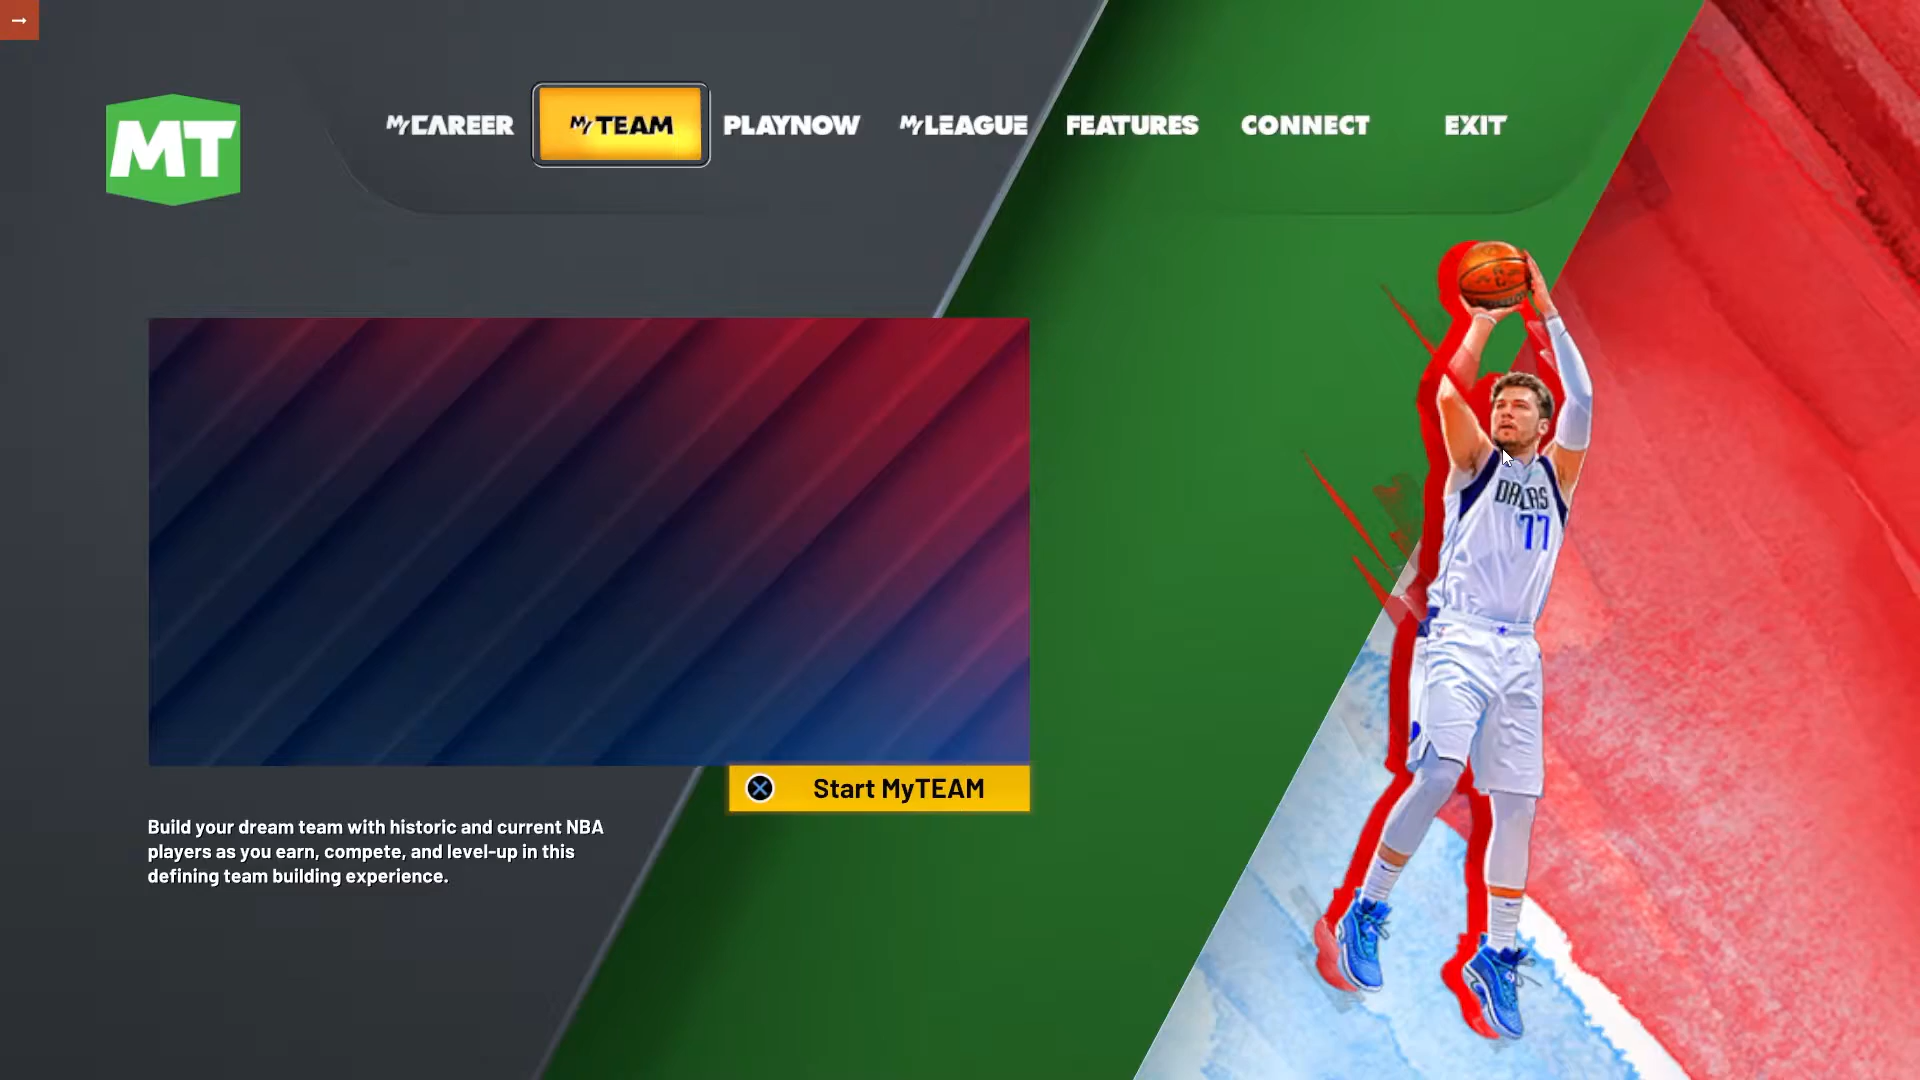 MT
MyCAREER
MyTEAM
PLAYNOW
MyLEAGUE
FEATURES
CONNECT
EXIT
DALLAS
77
Start MyTEAM
Build your dream team with historic and current NBA
players as you earn, compete, and level-up in this
defining team building experience.